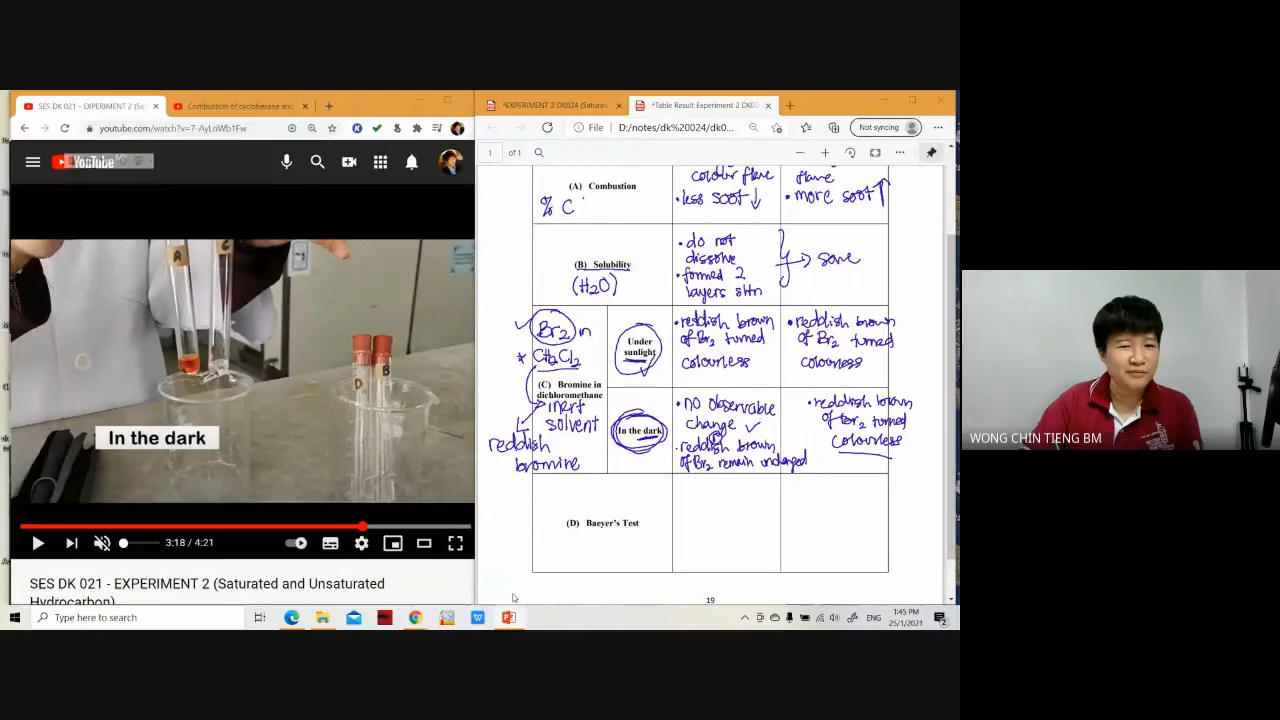 SES DK 021 - EXPERIMENT 2 (Sa
Combustion of cyclohexane and
youtube.com/watch?v=7-AyLnWb1Fw
YouTube
A
C
D
B
In the dark
3:18 / 4:21
SES DK 021 - EXPERIMENT 2 (Saturated and Unsaturated
Hydrocarbon)
*EXPERIMENT 2 DK024 (Saturat
*Table Result Experiment 2 DK02
File
D:/notes/dk%20024/dk0...
Not syncing
1
of 1
(A) Combustion
% C
flame
• less soot ↓
flame
• more soot ↑
(B) Solubility
(H2O)
• do not
dissolve
• formed 2
layers sltn
→ same
Br2 in
* CH2Cl2
(C) Bromine in
dichloromethane
inert
solvent
reddish
bromine
Under
sunlight
• reddish brown
of Br2 turned
colourless
• reddish brown
of Br2 turned
colourless
In the dark
• no observable
change
• reddish brown
of Br2 remain unchanged
• reddish brown
of Br2 turned
colourless
(D) Baeyer's Test
19
WONG CHIN TIENG BM
Type here to search
ENG
1:45 PM
25/1/2021
2